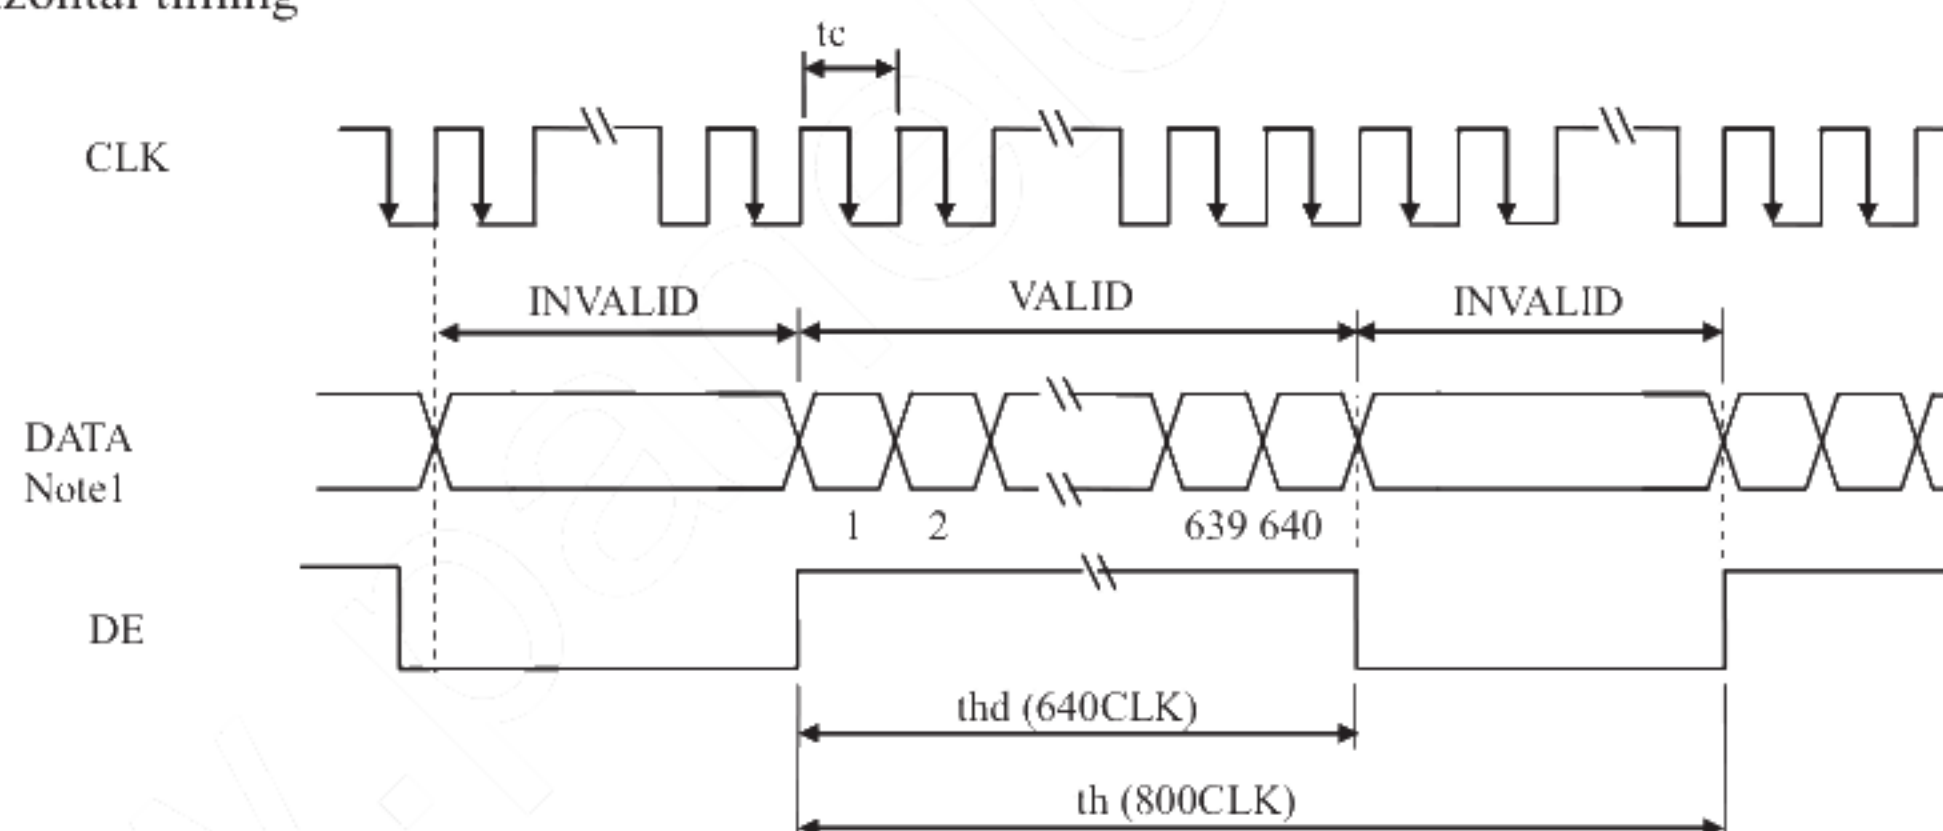 tc
CLK
INVALID VALID INVALID
DATA
Note1
1 2 639 640
DE
thd (640CLK)
th (800CLK)